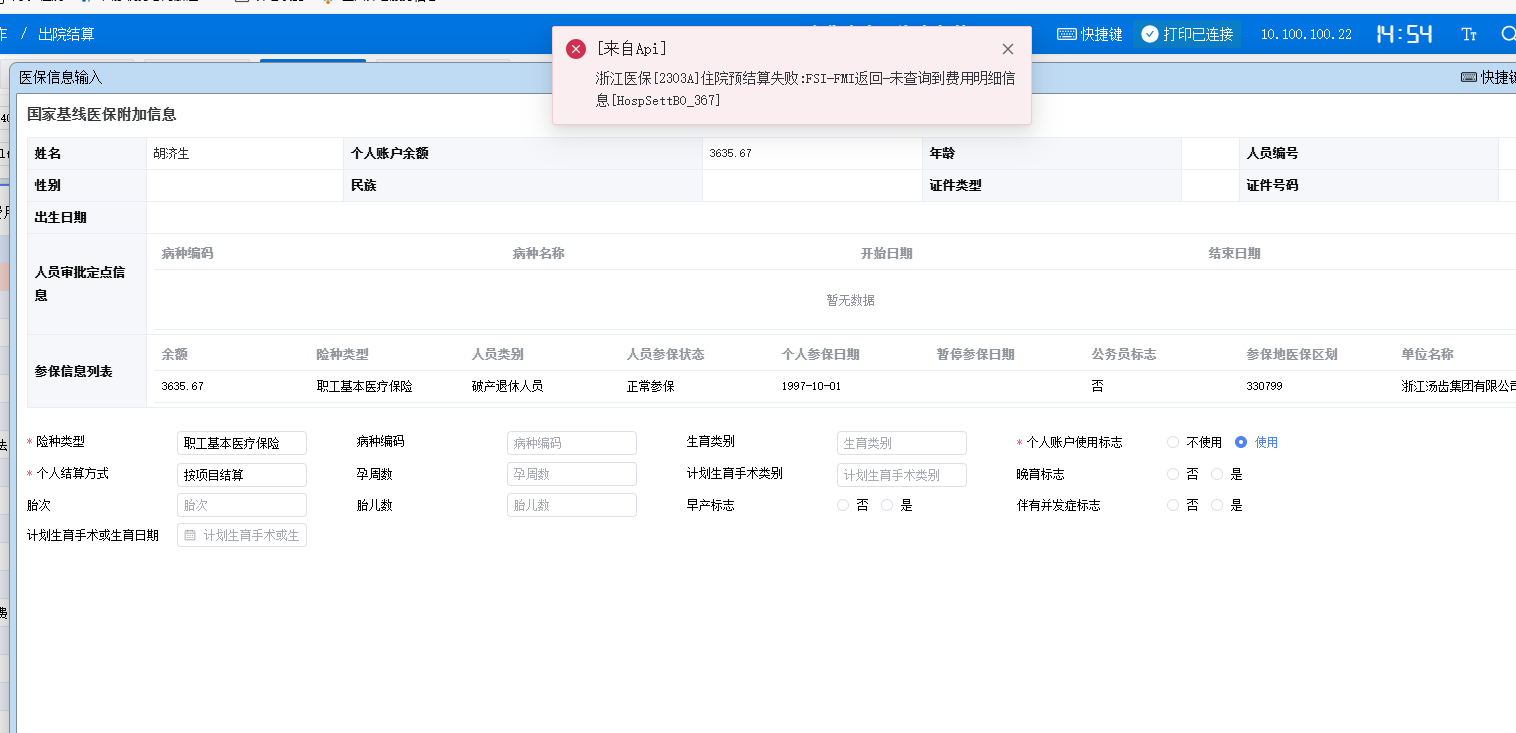 / 出院结算
快捷键
打印已连接
10.100.100.22
14:54
[来自Api]
浙江医保[2303A]住院预结算失败:FSI-FMI返回-未查询到费用明细信
息[HospSettBO_367]
医保信息输入
快捷键
国家基线医保附加信息
姓名 胡济生 个人账户余额 3635.67 年龄 人员编号
性别 民族 证件类型 证件号码
出生日期
人员审批定点信
息
病种编码 病种名称 开始日期 结束日期
暂无数据
参保信息列表
余额 险种类型 人员类别 人员参保状态 个人参保日期 暂停参保日期 公务员标志 参保地医保区划 单位名称
3635.67 职工基本医疗保险 破产退休人员 正常参保 1997-10-01 否 330799 浙江汤齿集团有限公司
* 险种类型 职工基本医疗保险 病种编码 病种编码 生育类别 生育类别 * 个人账户使用标志 不使用 使用
* 个人结算方式 按项目结算 孕周数 孕周数 计划生育手术类别 计划生育手术类别 晚育标志 否 是
胎次 胎次 胎儿数 胎儿数 早产标志 否 是 伴有并发症标志 否 是
计划生育手术或生育日期 计划生育手术或生